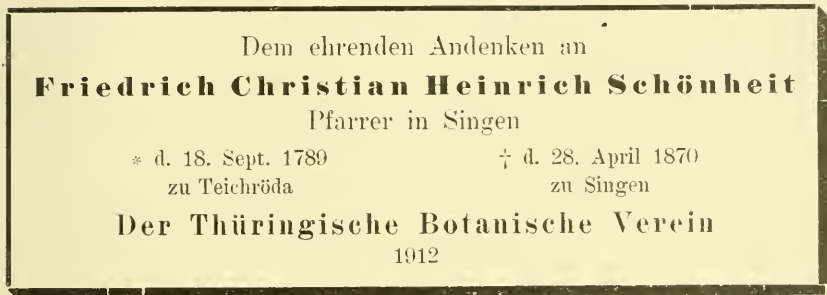 Dem ehrenden Andenken an
Friedrich Christian Heinrich Schönheit
Pfarrer in Singen
* d. 18. Sept. 1789 † d. 28. April 1870
zu Teichröda zu Singen
Der Thüringische Botanische Verein
1912